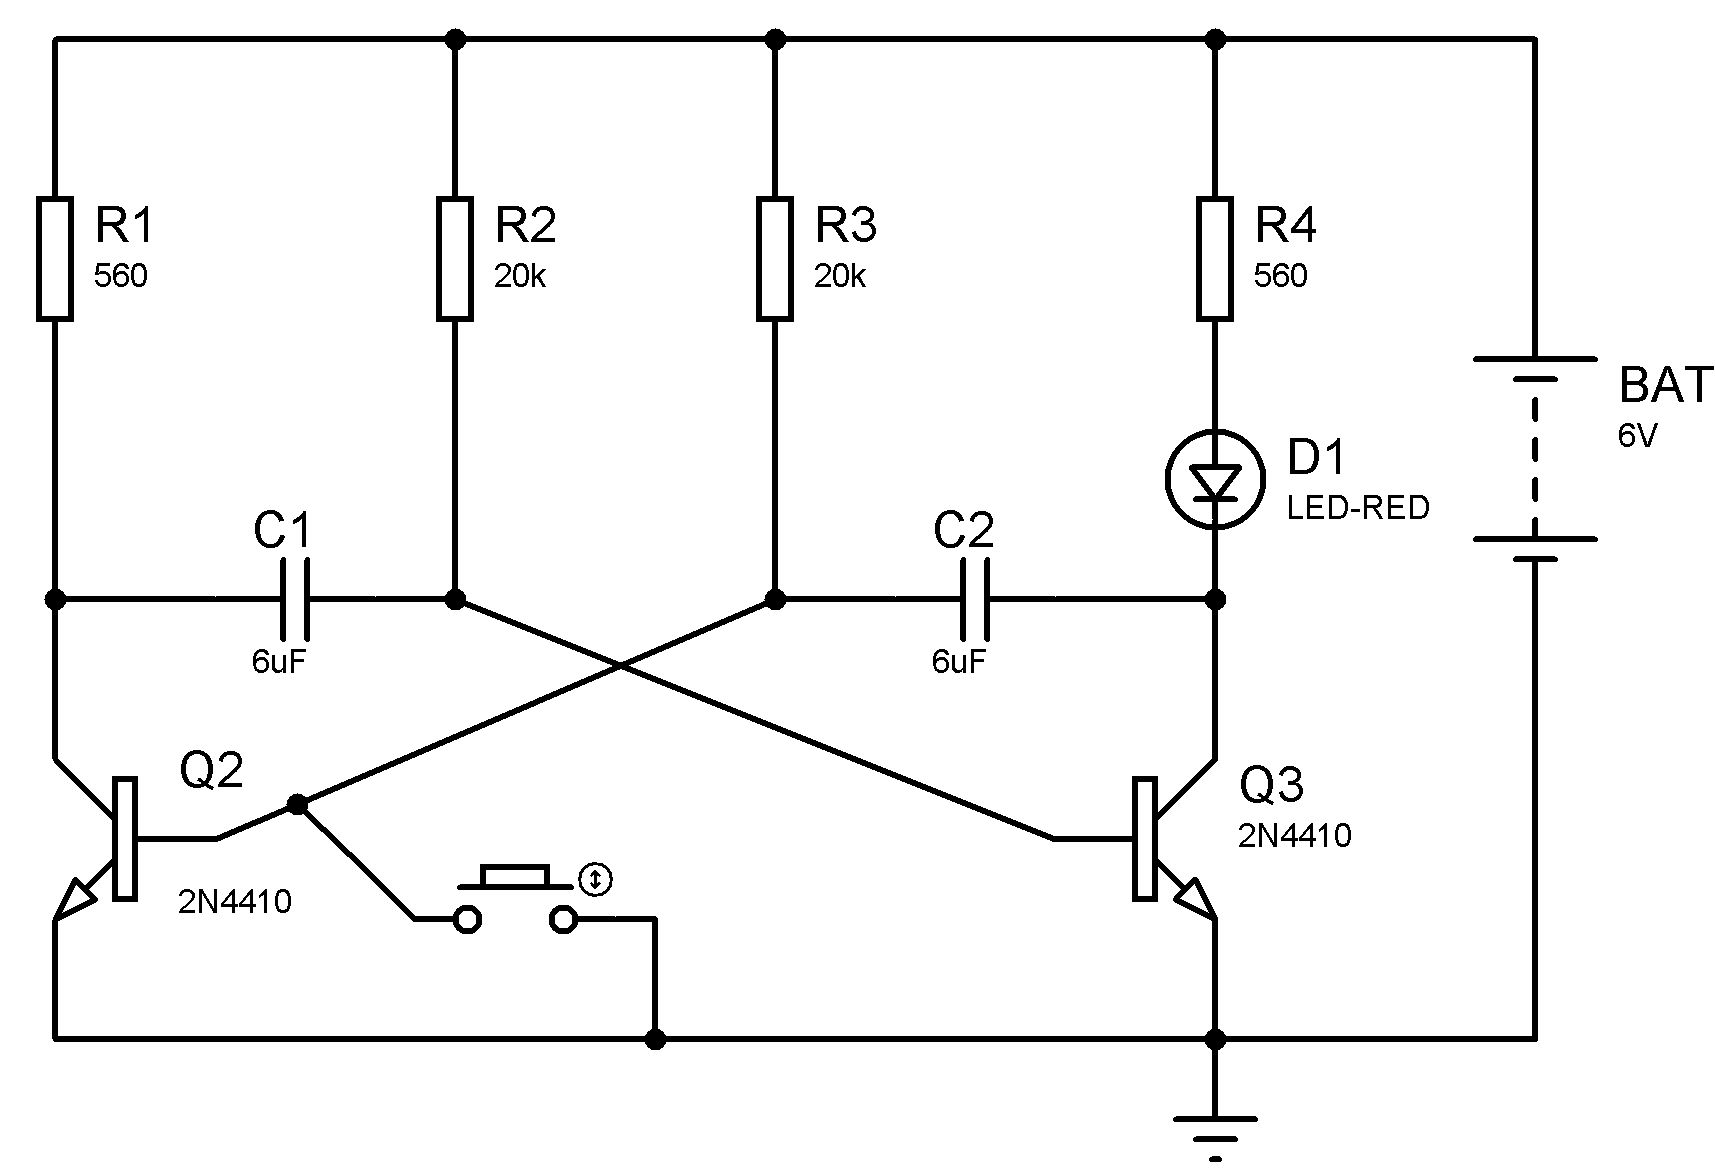 R1
560
R2
20k
R3
20k
R4
560
BAT
6V
D1
LED-RED
C1
6uF
C2
6uF
Q2
2N4410
Q3
2N4410